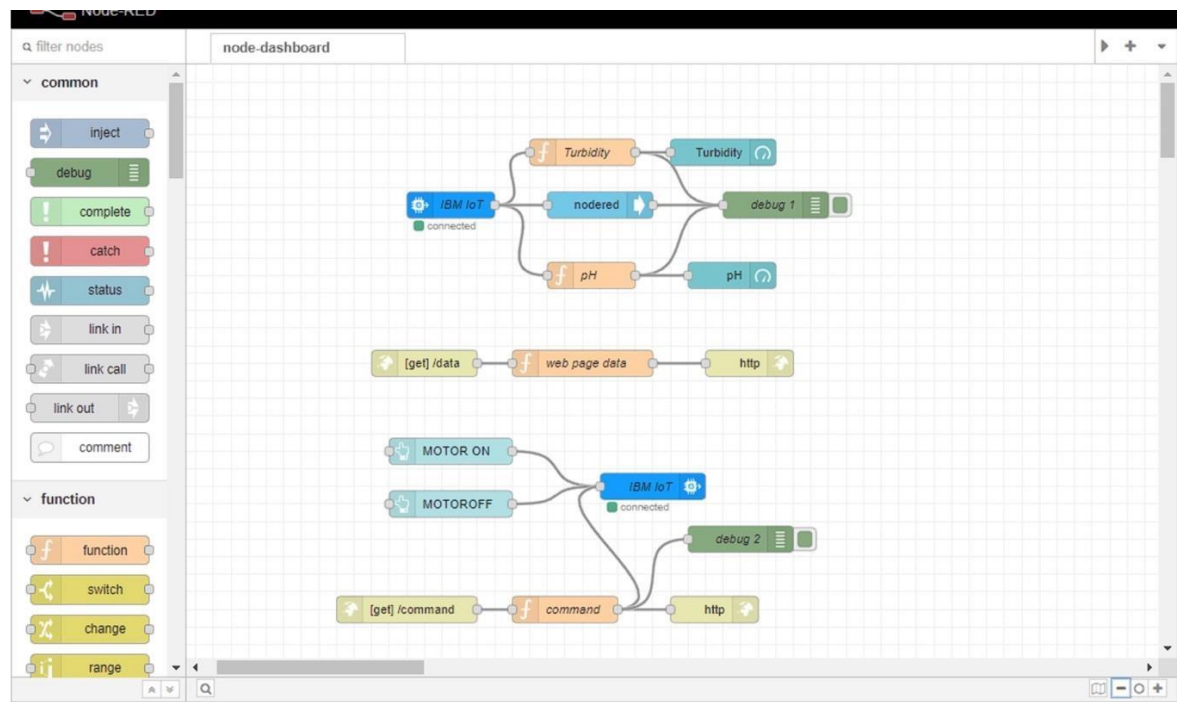 Node-RED
filter nodes
node-dashboard
common
inject
debug
complete
catch
status
link in
link call
link out
comment
function
function
switch
change
range
Turbidity
Turbidity
IBM IoT
connected
nodered
debug 1
pH
pH
[get] /data
web page data
http
MOTOR ON
MOTOROFF
IBM IoT
connected
debug 2
[get] /command
command
http